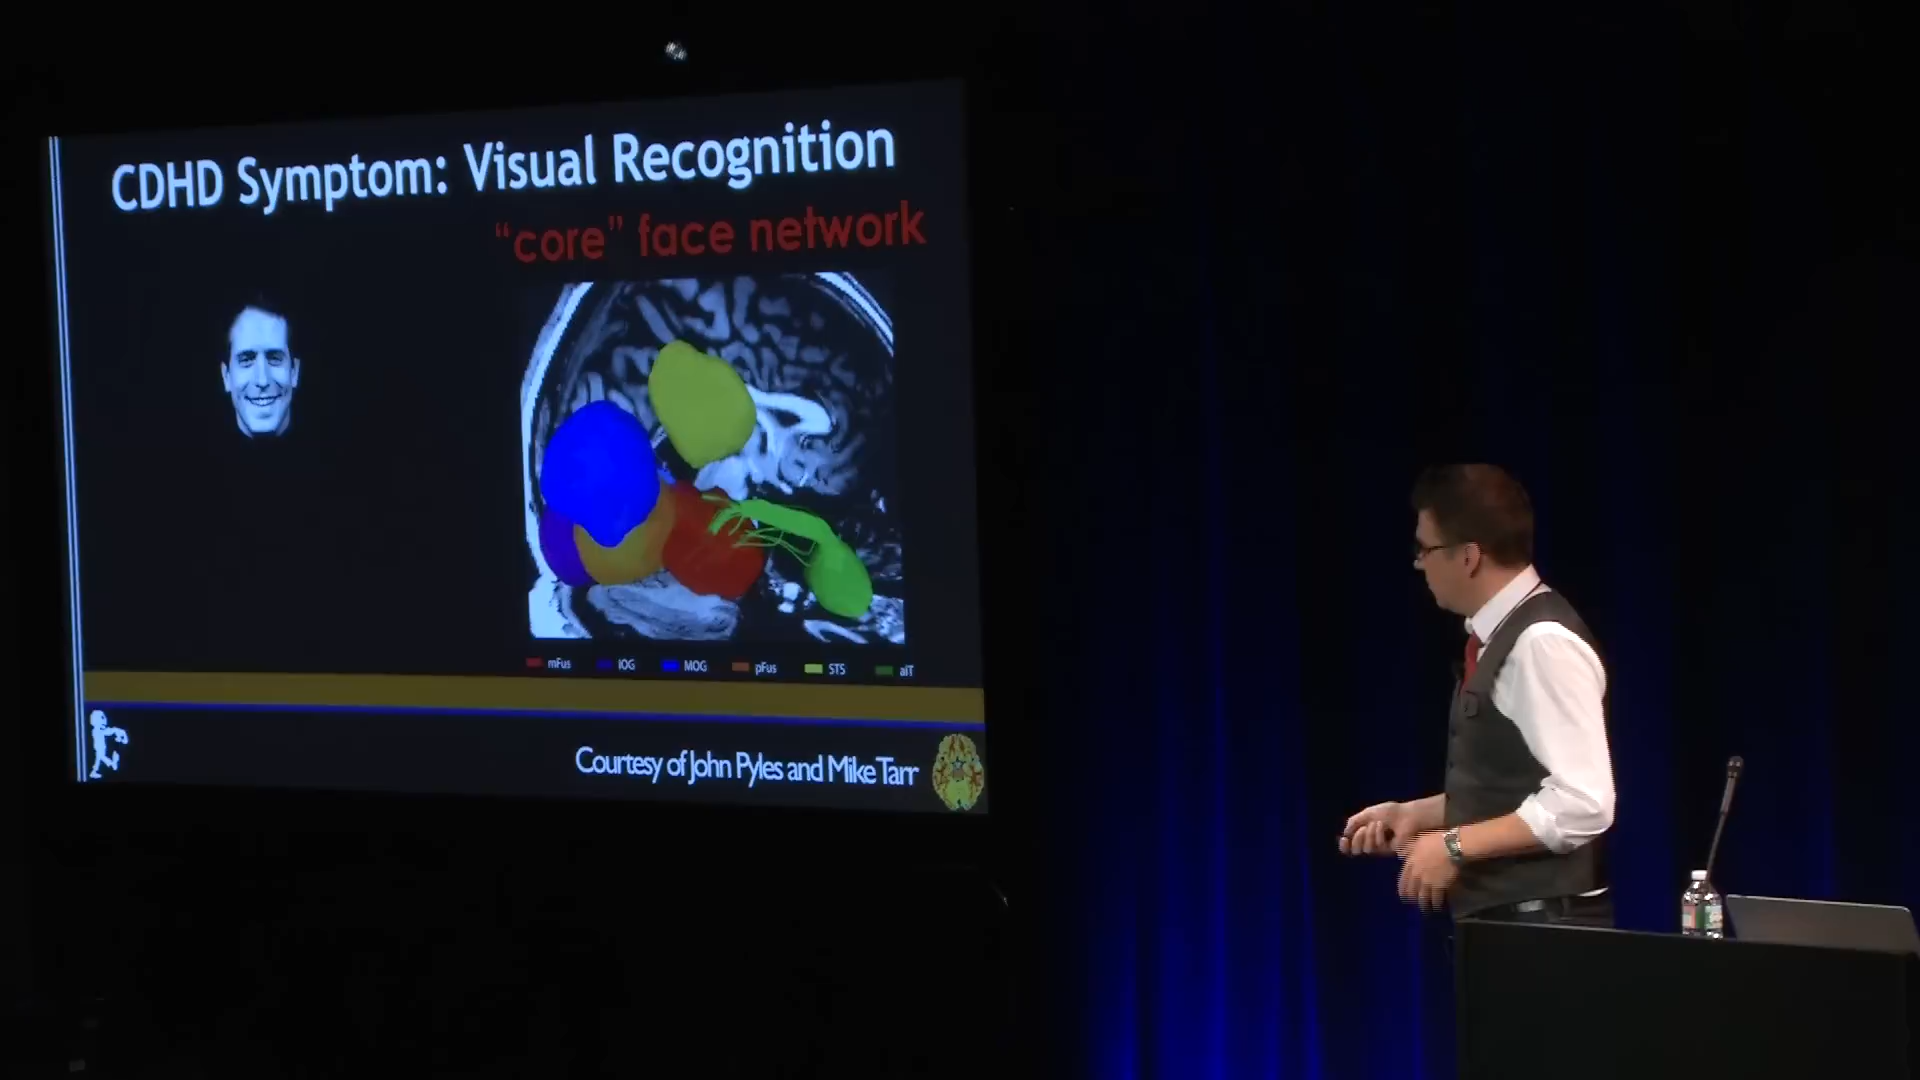 CDHD Symptom: Visual Recognition
“core” face network
mFus IOG MOG pFus STS aIT
Courtesy of John Pyles and Mike Tarr